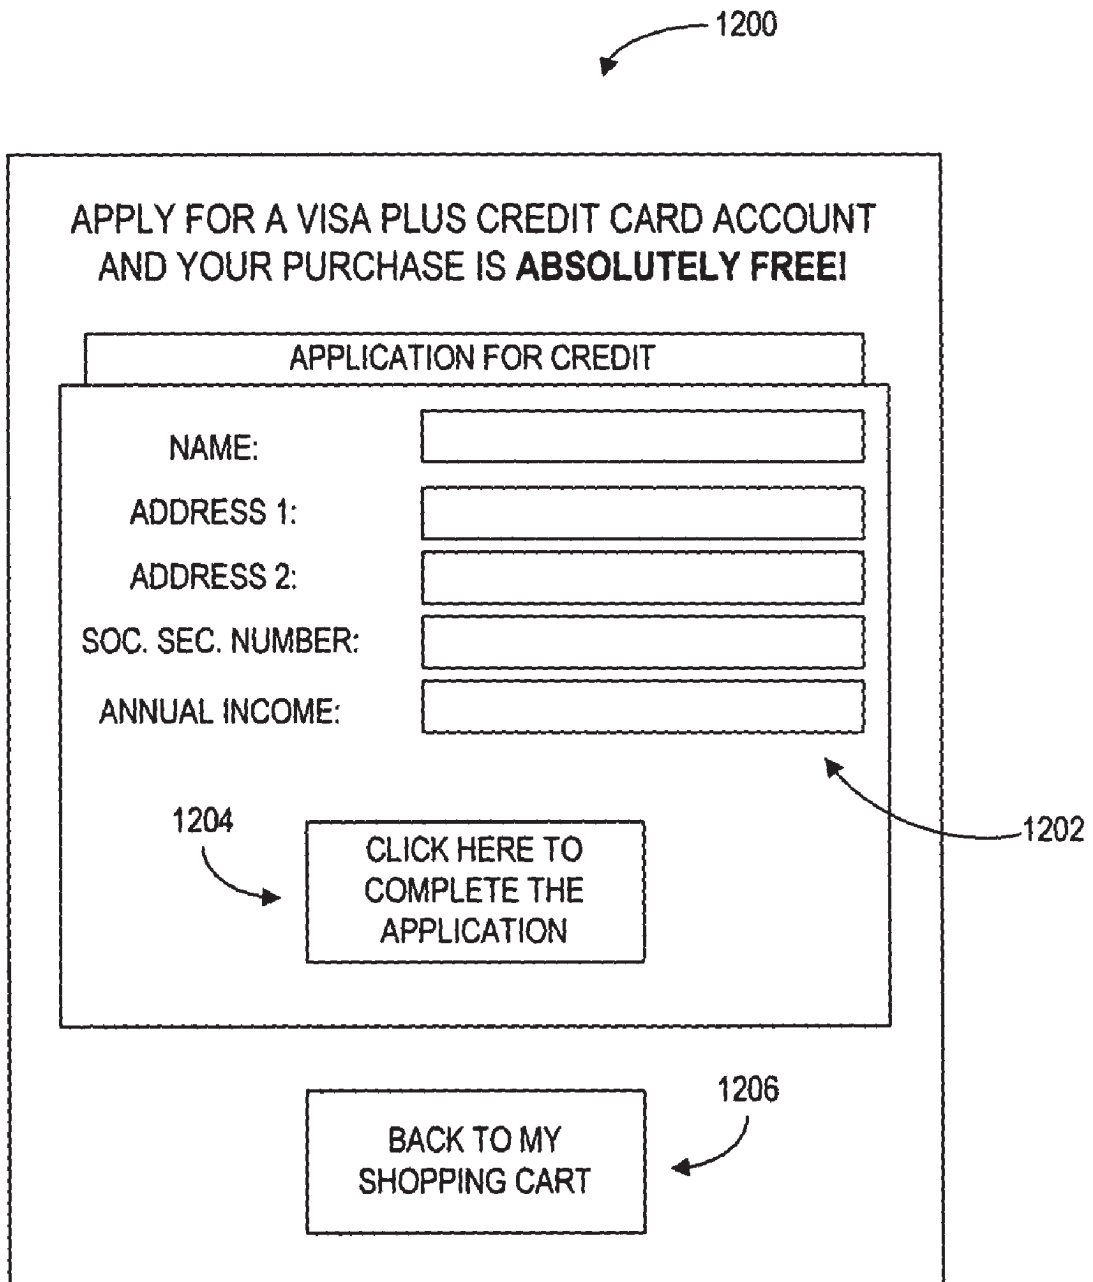 1200
APPLY FOR A VISA PLUS CREDIT CARD ACCOUNT
AND YOUR PURCHASE IS ABSOLUTELY FREE!
APPLICATION FOR CREDIT
NAME:
ADDRESS 1:
ADDRESS 2:
SOC. SEC. NUMBER:
ANNUAL INCOME:
1202
1204
CLICK HERE TO
COMPLETE THE
APPLICATION
1206
BACK TO MY
SHOPPING CART